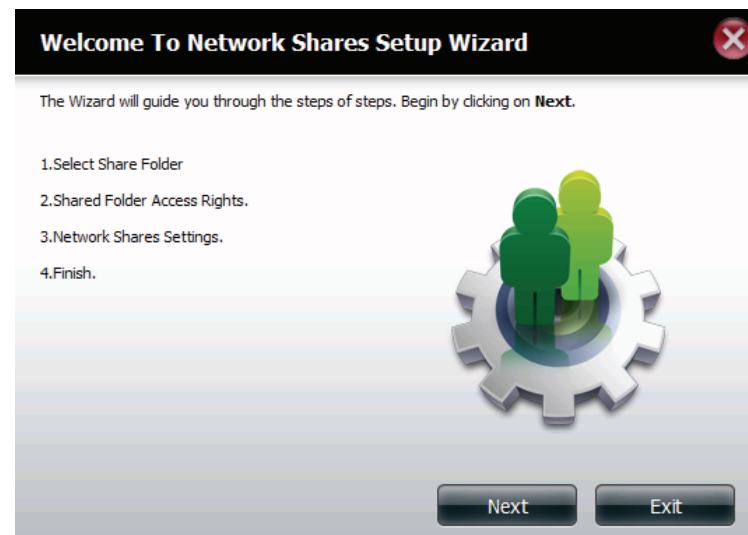 Welcome To Network Shares Setup Wizard
The Wizard will guide you through the steps of steps. Begin by clicking on Next.
1.Select Share Folder
2.Shared Folder Access Rights.
3.Network Shares Settings.
4.Finish.
Next
Exit